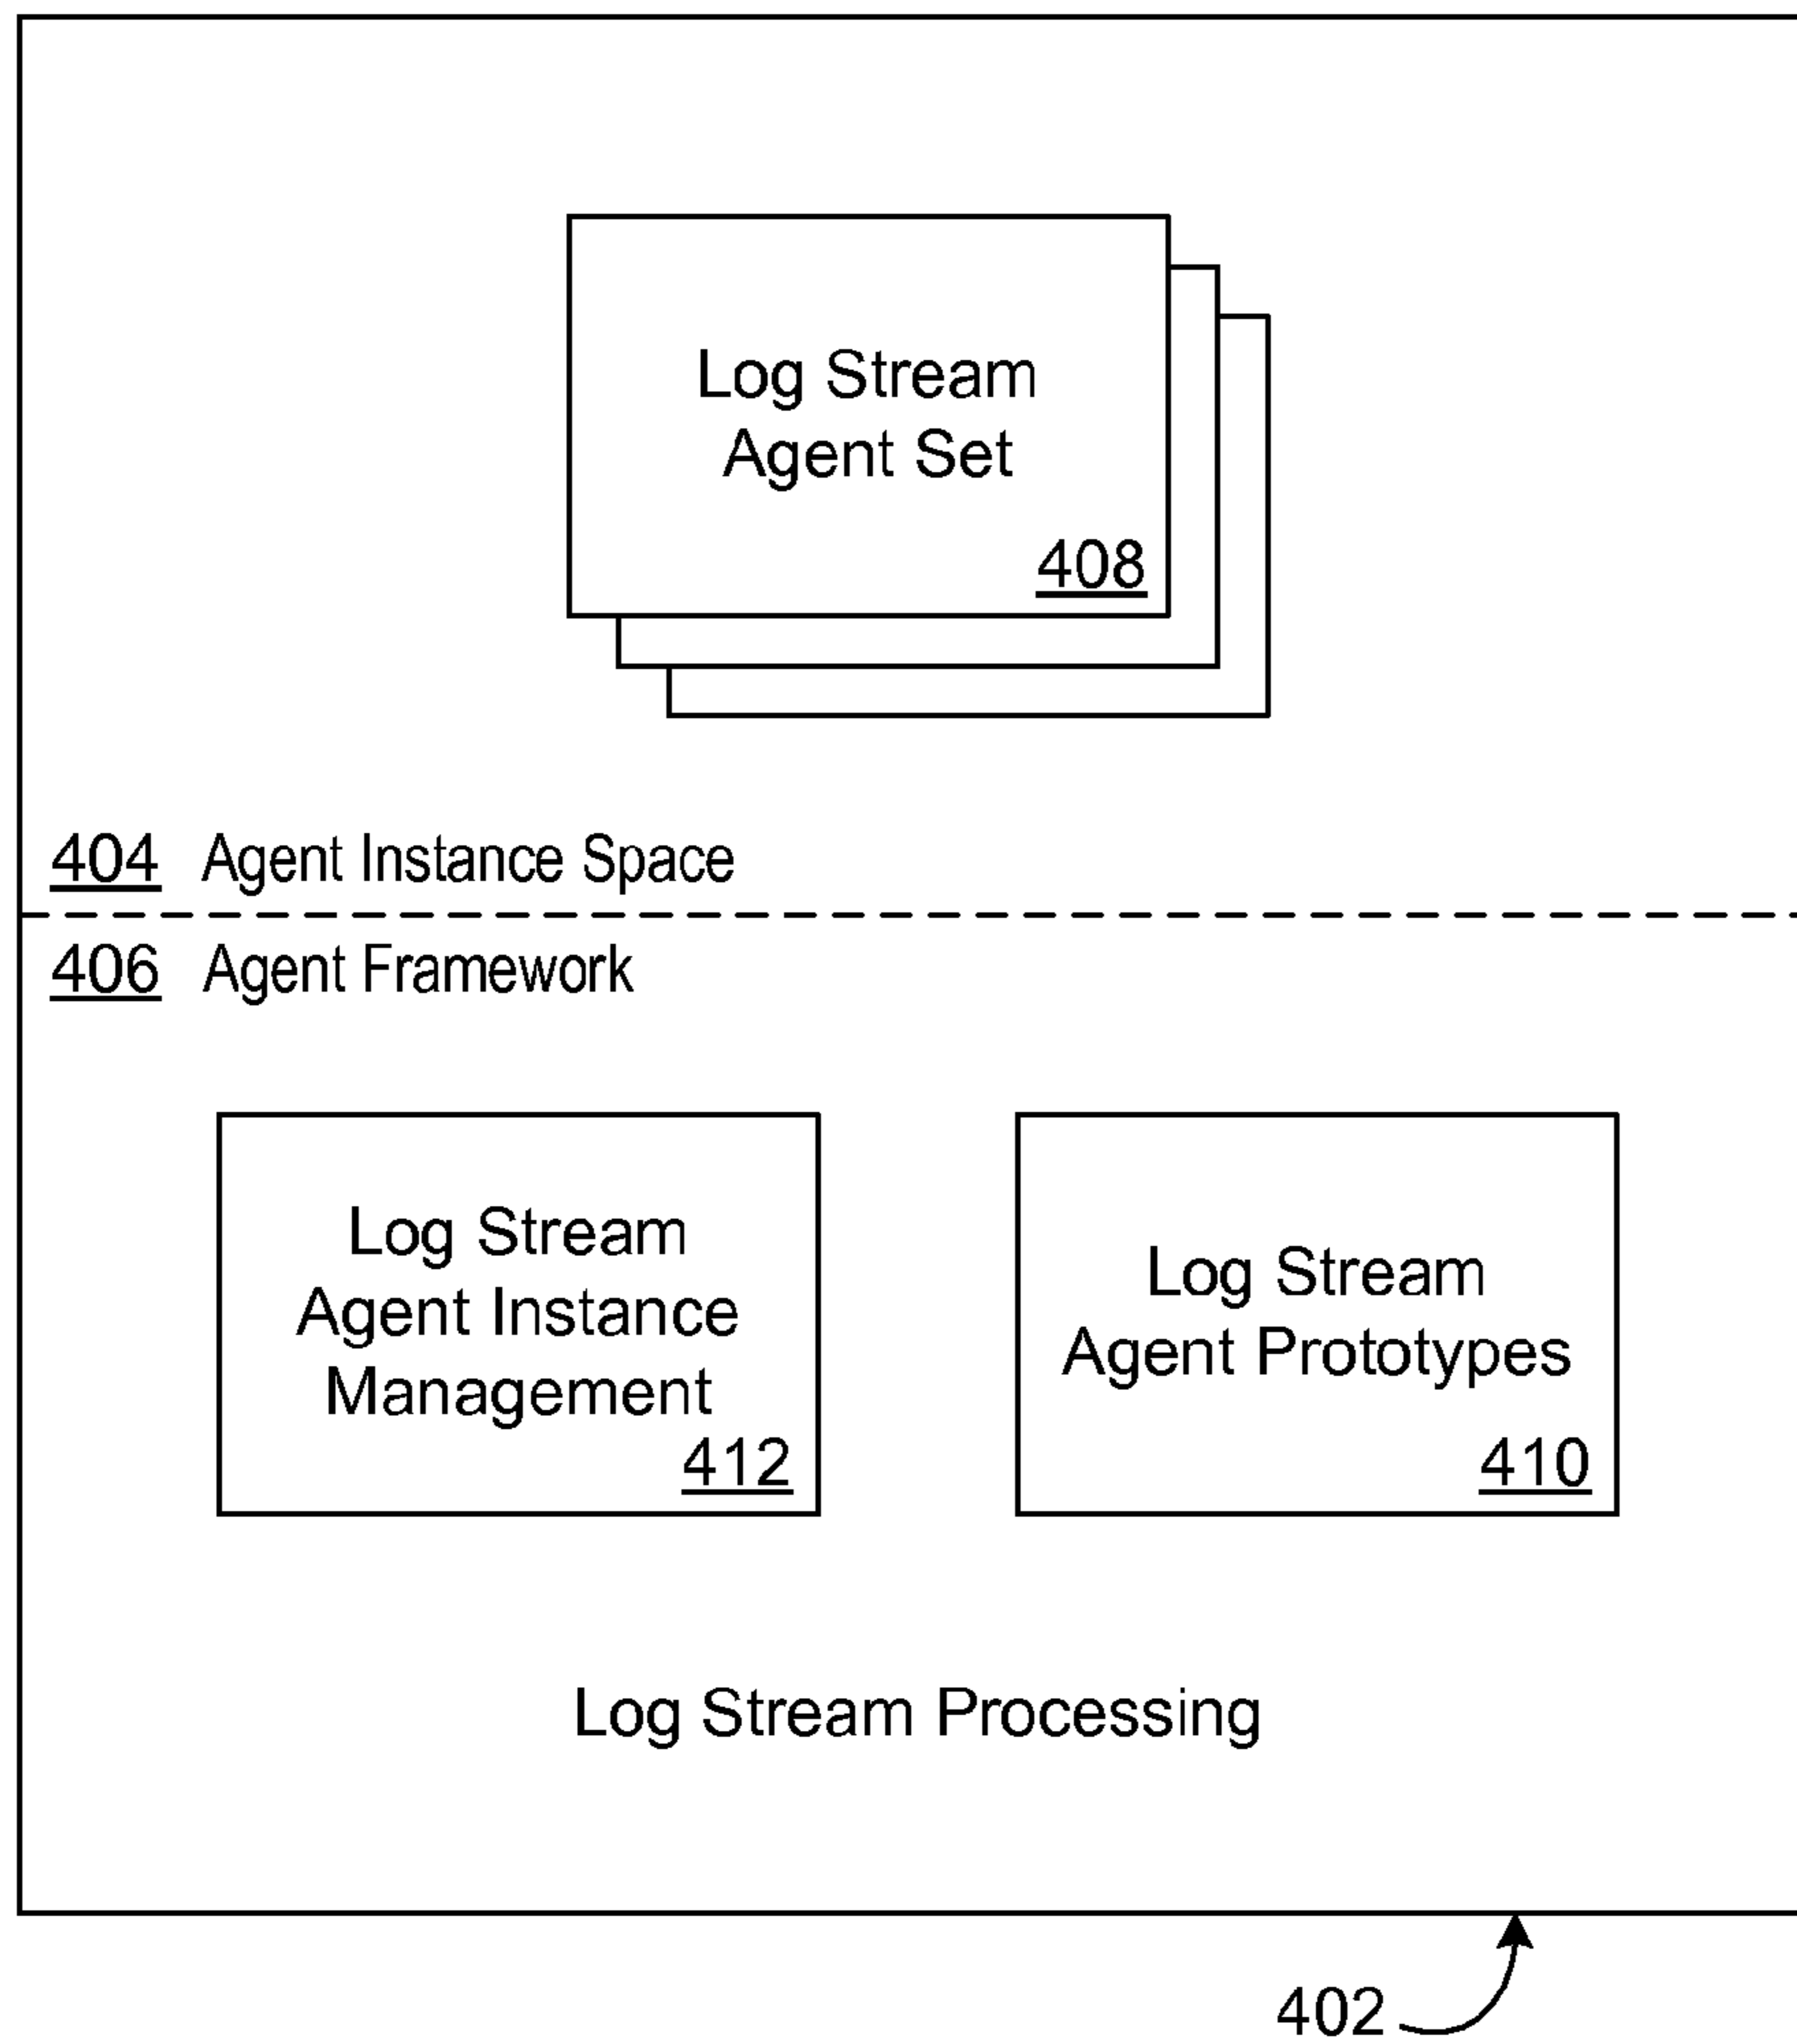 Log Stream
Agent Set
408
404 Agent Instance Space
406 Agent Framework
Log Stream
Agent Instance
Management
412
Log Stream
Agent Prototypes
410
Log Stream Processing
402